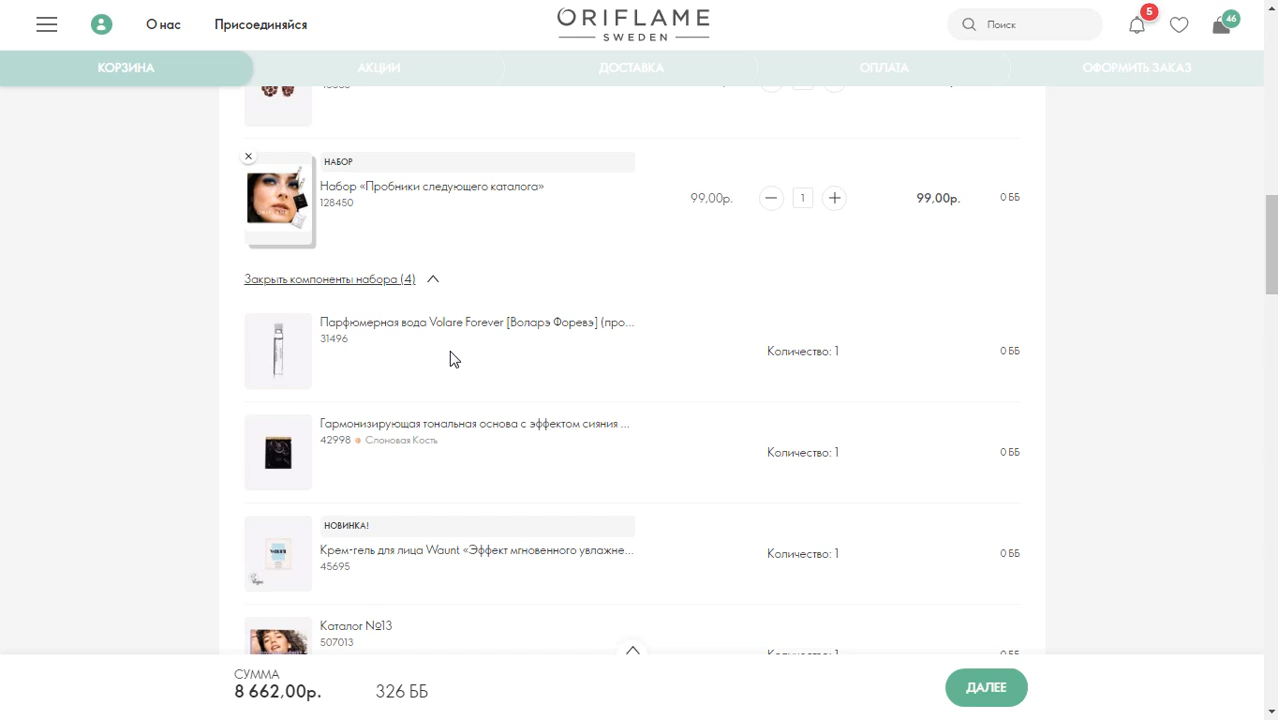 О нас
Присоединяйся
ORIFLAME
SWEDEN
Поиск
5
46
КОРЗИНА
АКЦИИ
ДОСТАВКА
ОПЛАТА
ОФОРМИТЬ ЗАКАЗ
НАБОР
Набор «Пробники следующего каталога»
128450
99,00р.
1
99,00р.
0 ББ
Закрыть компоненты набора (4)
Парфюмерная вода Volare Forever [Воларэ Форевэ] (про...
31496
Количество: 1
0 ББ
Гармонизирующая тональная основа с эффектом сияния ...
42998 Слоновая Кость
Количество: 1
0 ББ
НОВИНКА!
Крем-гель для лица Waunt «Эффект мгновенного увлажне...
45695
Количество: 1
0 ББ
Каталог №13
507013
Количество: 1
0 ББ
СУММА
8 662,00р.
326 ББ
ДАЛЕЕ